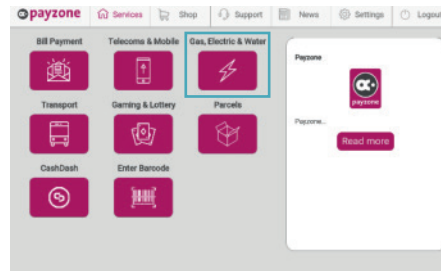 payzone Services Shop Support News Settings Logout
Bill Payment Telecoms & Mobile Gas, Electric & Water
Transport Gaming & Lottery Parcels
CashDash Enter Barcode
Payzone
payzone
Payzone...
Read more